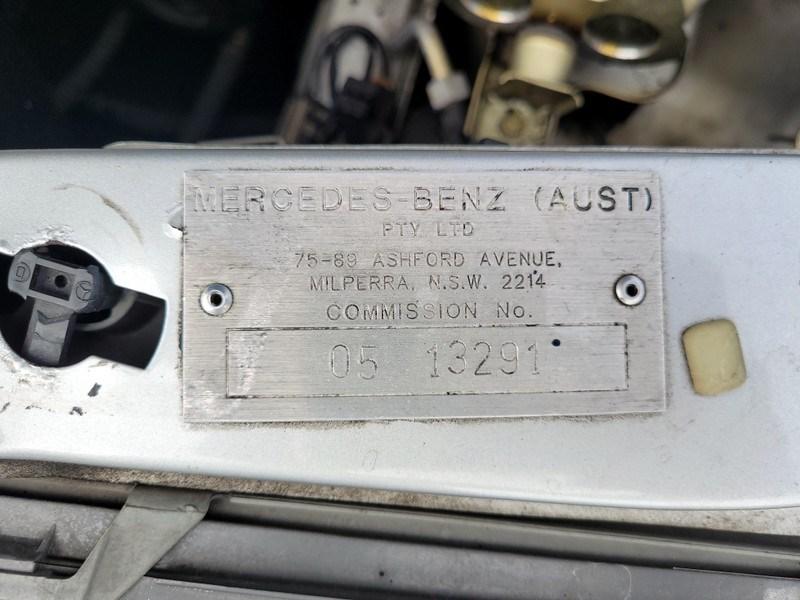 MERCEDES-BENZ (AUST)
PTY LTD
75-89 ASHFORD AVENUE,
MILPERRA, N.S.W. 2214
COMMISSION No.
05 13291